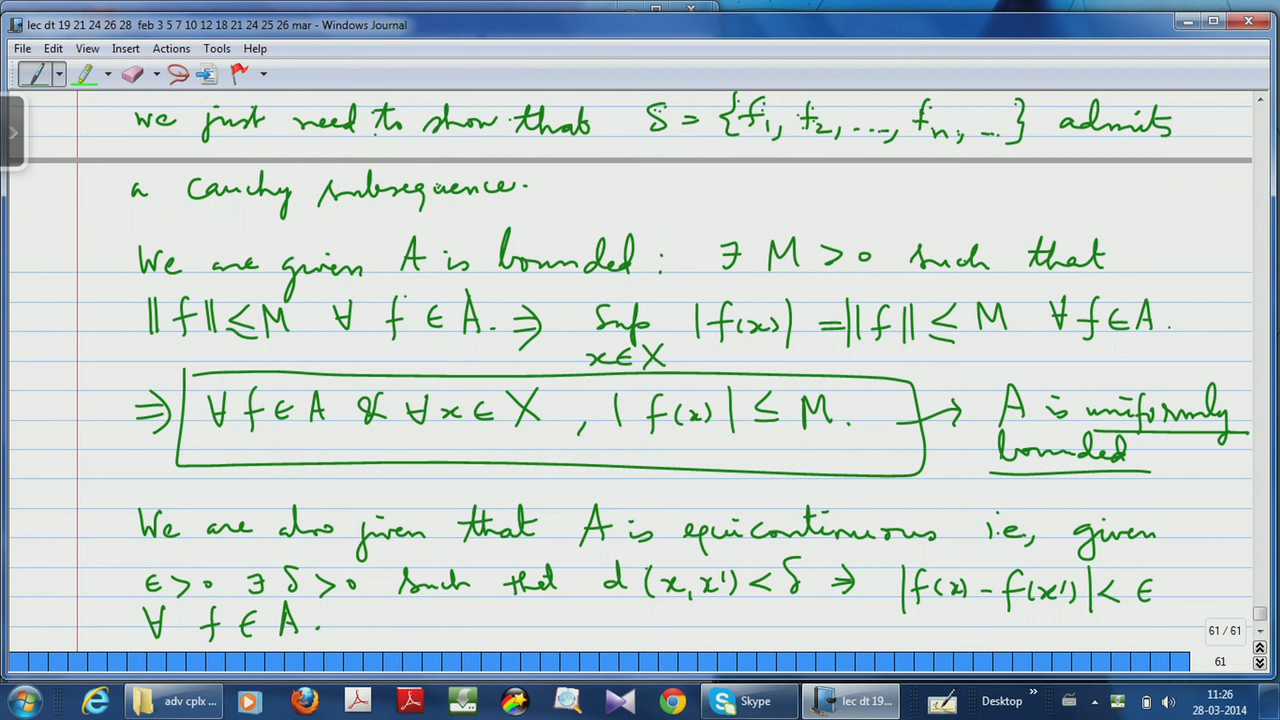 lec dt 19 21 24 26 28 feb 3 5 7 10 12 18 21 24 25 26 mar - Windows Journal
File Edit View Insert Actions Tools Help
we just need to show that S = {f₁, f₂, ..., fₙ, ...} admits
a Cauchy subsequence.
We are given A is bounded : ∃ M > 0 such that
‖f‖ ≤ M ∀ f ∈ A. ⇒ Sup |f(x)| = ‖f‖ ≤ M ∀ f ∈ A.
x ∈ X
⇒ ∀ f ∈ A & ∀ x ∈ X , |f(x)| ≤ M. → A is uniformly
bounded
We are also given that A is equicontinuous i.e, given
ϵ > 0 ∃ δ > 0 such that d(x, x') < δ ⇒ |f(x) - f(x')| < ϵ
∀ f ∈ A.
61 / 61
61
adv cplx ...
Skype
lec dt 19...
Desktop
»
11:26
28-03-2014